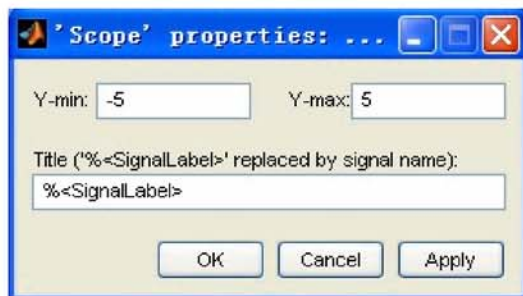 'Scope' properties: ...
Y-min: -5 Y-max: 5
Title ('%<SignalLabel>' replaced by signal name):
%<SignalLabel>
OK Cancel Apply